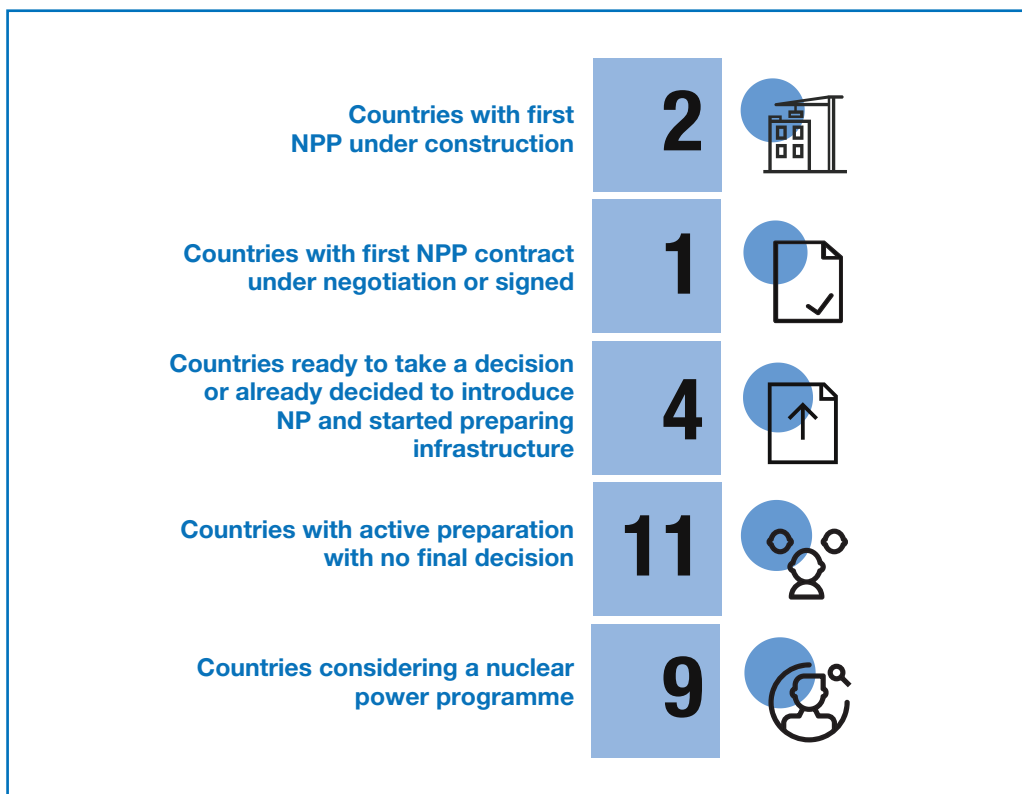 Countries with first
NPP under construction
2
Countries with first NPP contract
under negotiation or signed
1
Countries ready to take a decision
or already decided to introduce
NP and started preparing
infrastructure
4
Countries with active preparation
with no final decision
11
Countries considering a nuclear
power programme
9